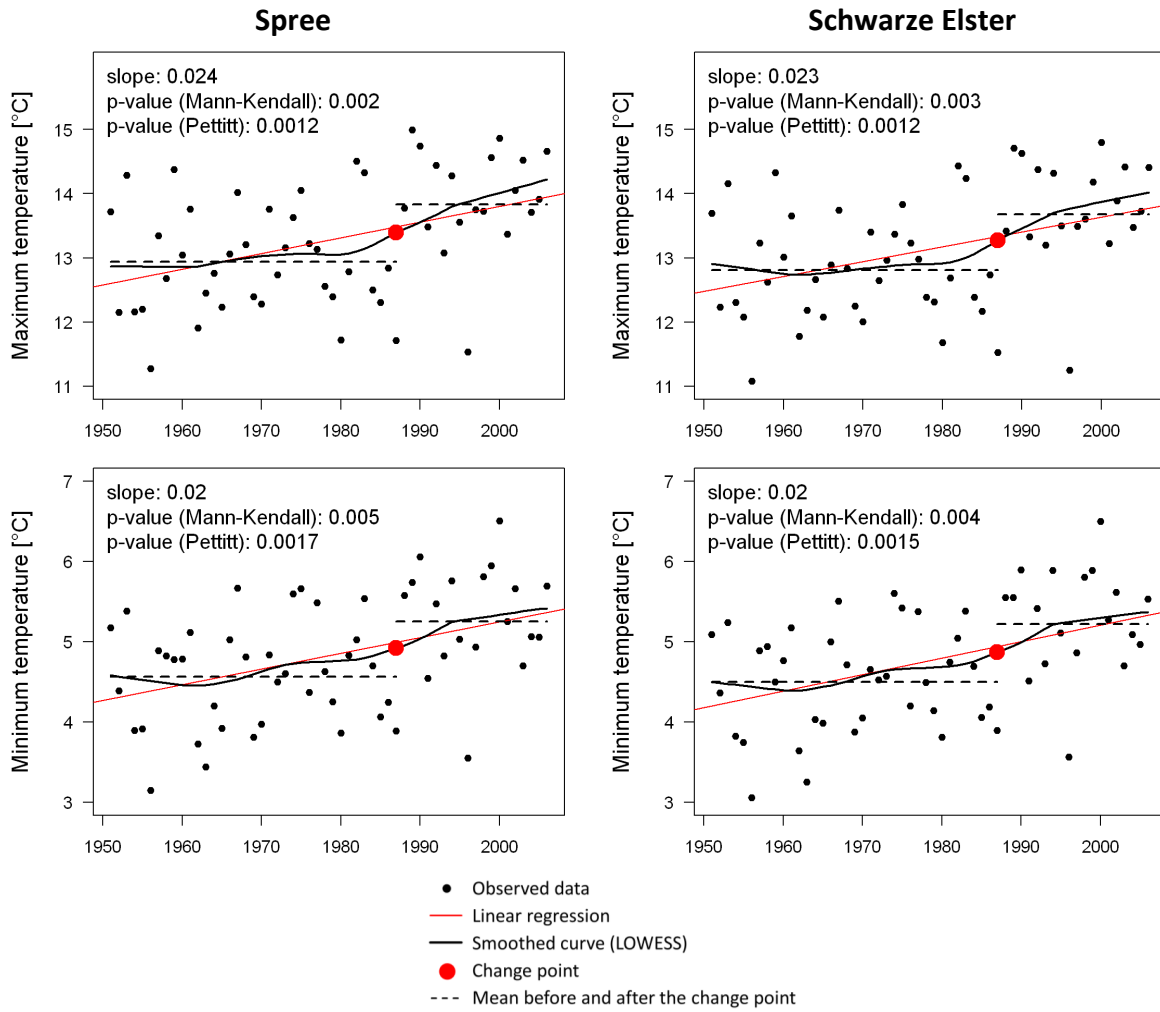 Spree
Schwarze Elster
slope: 0.024
p-value (Mann-Kendall): 0.002
p-value (Pettitt): 0.0012
Maximum temperature [°C]
15
14
13
12
11
1950 1960 1970 1980 1990 2000
slope: 0.023
p-value (Mann-Kendall): 0.003
p-value (Pettitt): 0.0012
Maximum temperature [°C]
15
14
13
12
11
1950 1960 1970 1980 1990 2000
slope: 0.02
p-value (Mann-Kendall): 0.005
p-value (Pettitt): 0.0017
Minimum temperature [°C]
7
6
5
4
3
1950 1960 1970 1980 1990 2000
slope: 0.02
p-value (Mann-Kendall): 0.004
p-value (Pettitt): 0.0015
Minimum temperature [°C]
7
6
5
4
3
1950 1960 1970 1980 1990 2000
Observed data
Linear regression
Smoothed curve (LOWESS)
Change point
Mean before and after the change point